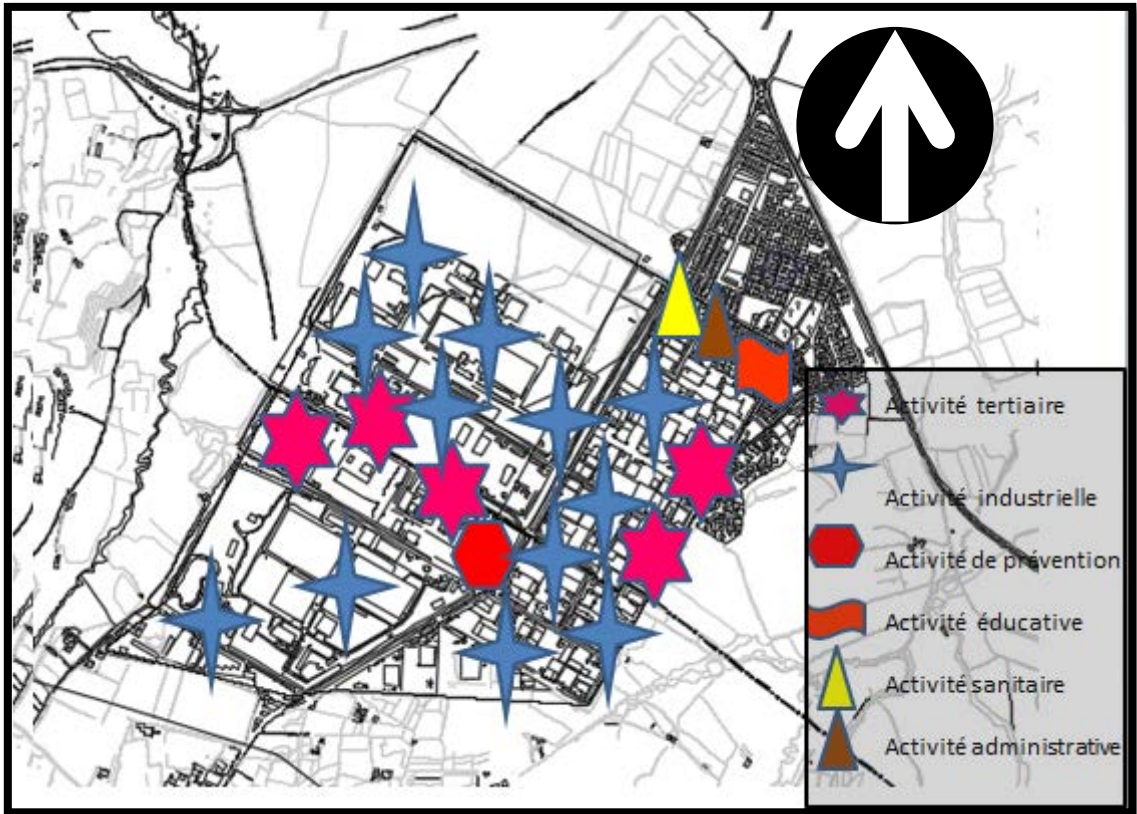 Activité tertiaire
Activité industrielle
Activité de prévention
Activité éducative
Activité sanitaire
Activité administrative